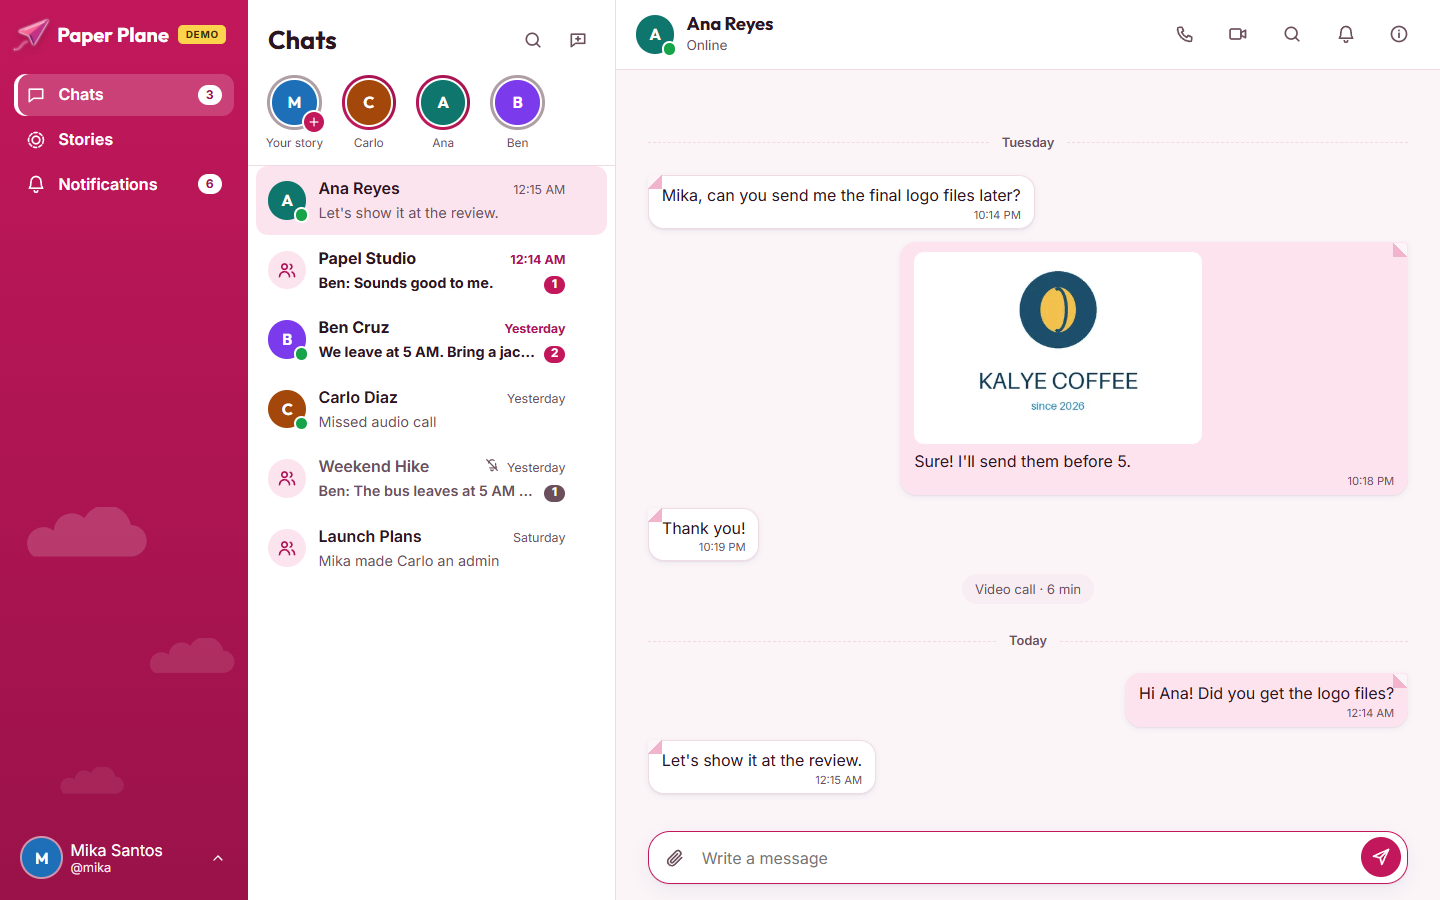 Paper Plane DEMO
Chats 3
Stories
Notifications 6
M Mika Santos
@mika
Chats
M
C
A
B
Your story
Carlo
Ana
Ben
A Ana Reyes 12:15 AM
Let's show it at the review.
Papel Studio 12:14 AM
Ben: Sounds good to me. 1
B Ben Cruz Yesterday
We leave at 5 AM. Bring a jac... 2
C Carlo Diaz Yesterday
Missed audio call
Weekend Hike Yesterday
Ben: The bus leaves at 5 AM ... 1
Launch Plans Saturday
Mika made Carlo an admin
A Ana Reyes
Online
Tuesday
Mika, can you send me the final logo files later?
10:14 PM
KALYE COFFEE
since 2026
Sure! I'll send them before 5.
10:18 PM
Thank you!
10:19 PM
Video call · 6 min
Today
Hi Ana! Did you get the logo files?
12:14 AM
Let's show it at the review.
12:15 AM
Write a message